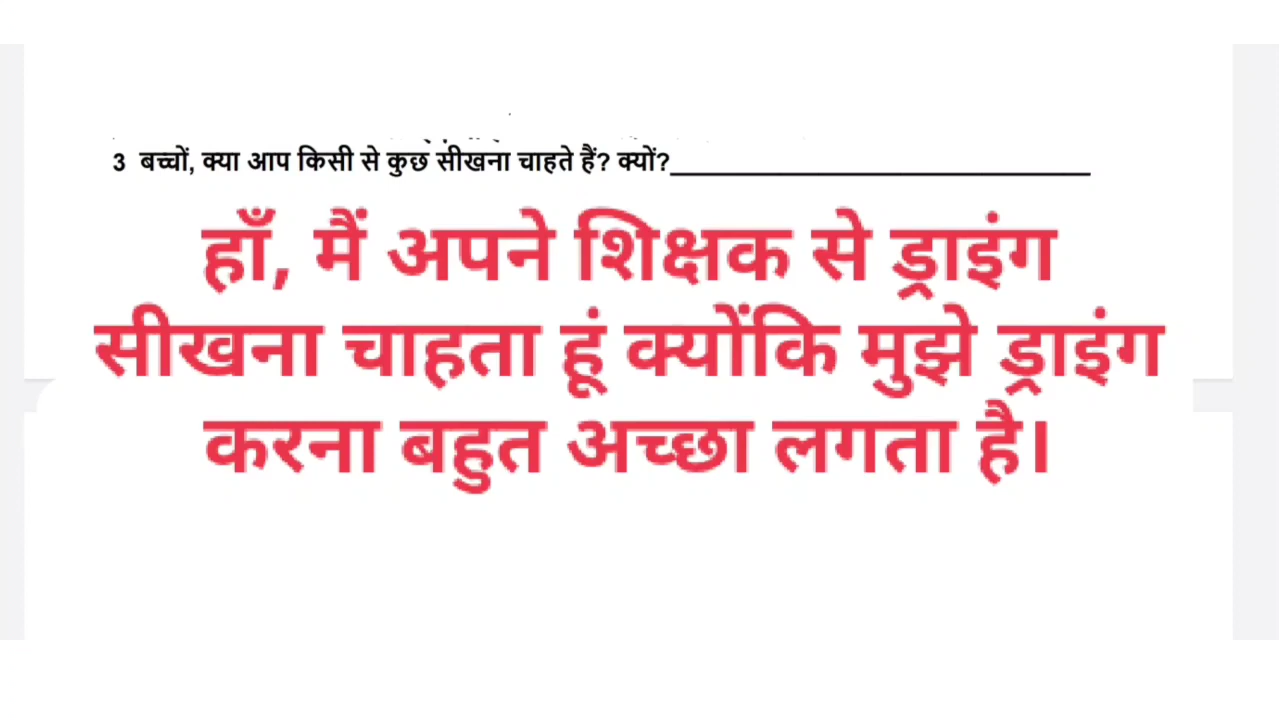 3 बच्चों, क्या आप किसी से कुछ सीखना चाहते हैं? क्यों?
हाँ, मैं अपने शिक्षक से ड्राइंग
सीखना चाहता हूं क्योंकि मुझे ड्राइंग
करना बहुत अच्छा लगता है।